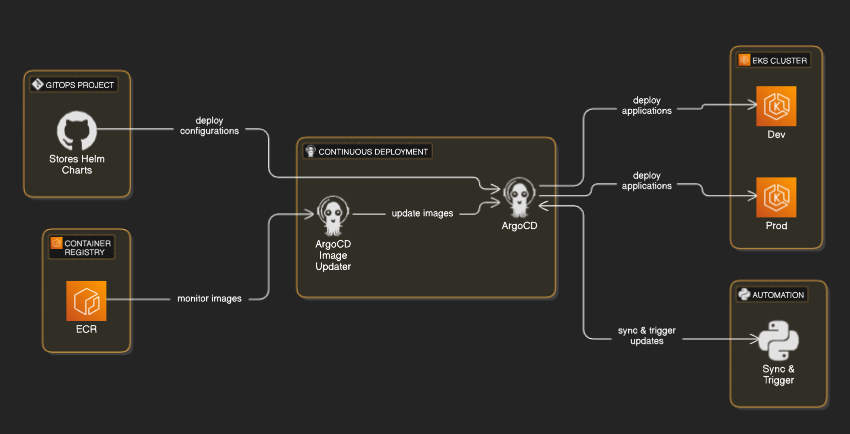 GITOPS PROJECT
Stores Helm
Charts
deploy
configurations
CONTAINER
REGISTRY
ECR
monitor images
CONTINUOUS DEPLOYMENT
ArgoCD
Image
Updater
update images
ArgoCD
deploy
applications
deploy
applications
sync & trigger
updates
EKS CLUSTER
Dev
Prod
AUTOMATION
Sync &
Trigger